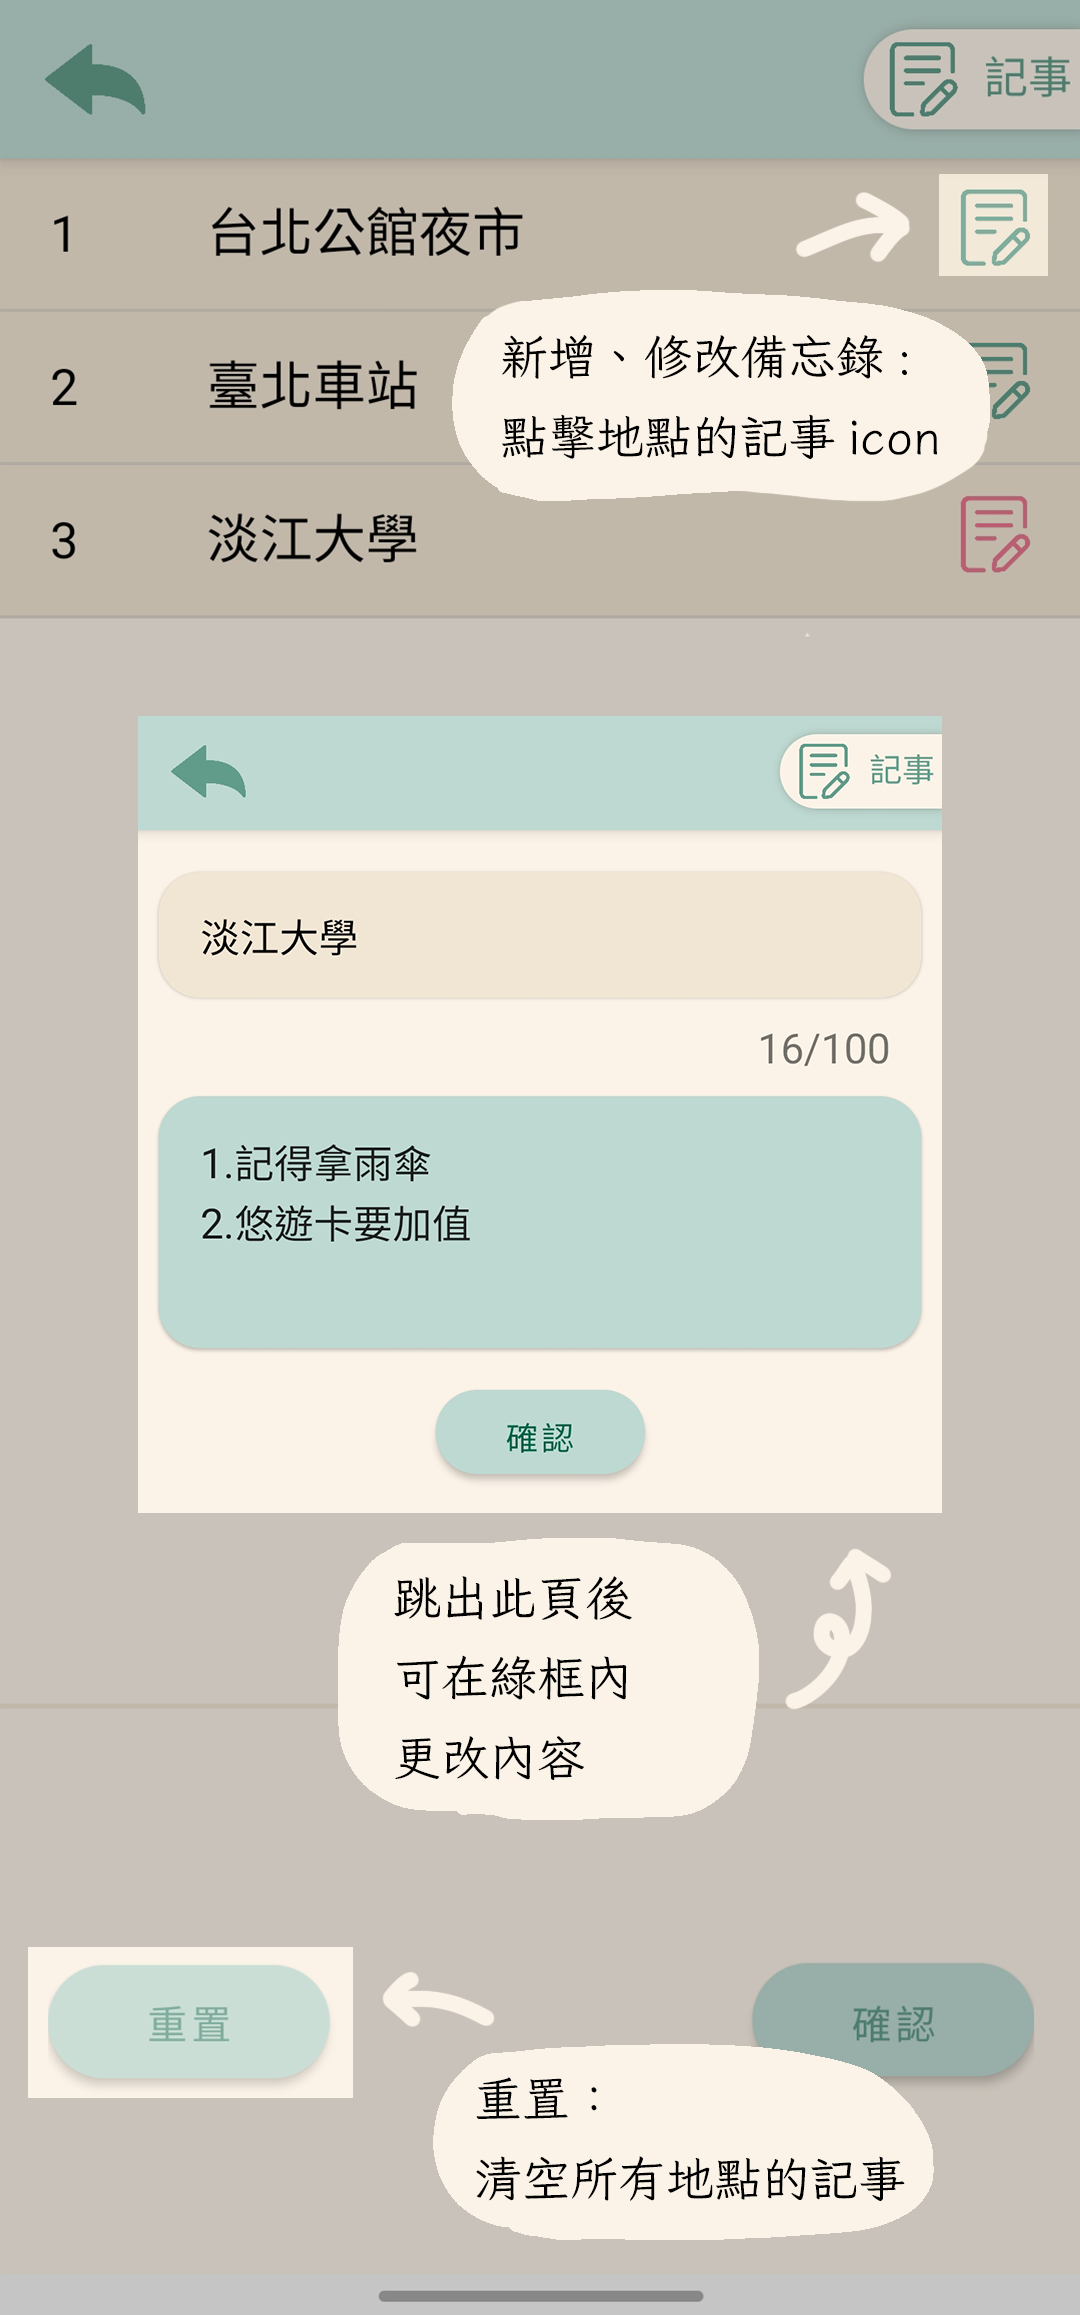 記事
1 台北公館夜市
新增、修改備忘錄：
2 臺北車站
點擊地點的記事 icon
3 淡江大學
記事
淡江大學
16/100
1.記得拿雨傘
2.悠遊卡要加值
確認
跳出此頁後
可在綠框內
更改內容
重置
確認
重置：
清空所有地點的記事